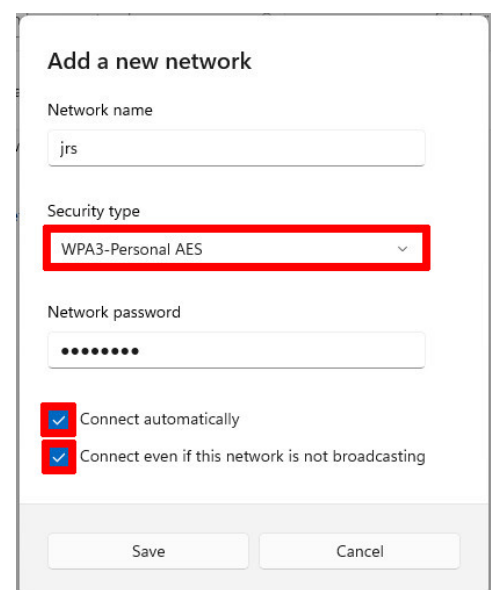 Add a new network
Network name
jrs
Security type
WPA3-Personal AES
Network password
••••••••
Connect automatically
Connect even if this network is not broadcasting
Save
Cancel